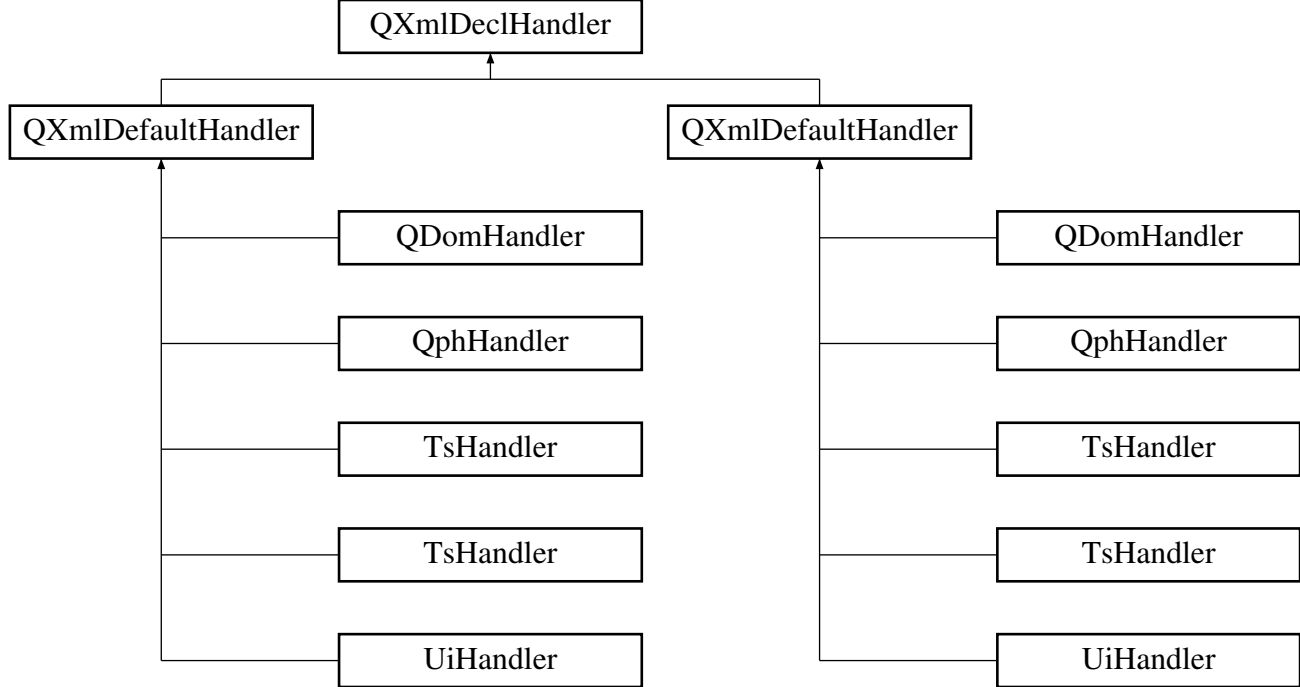 QXmlDeclHandler
QXmlDefaultHandler
QXmlDefaultHandler
QDomHandler
QDomHandler
QphHandler
QphHandler
TsHandler
TsHandler
TsHandler
TsHandler
UiHandler
UiHandler